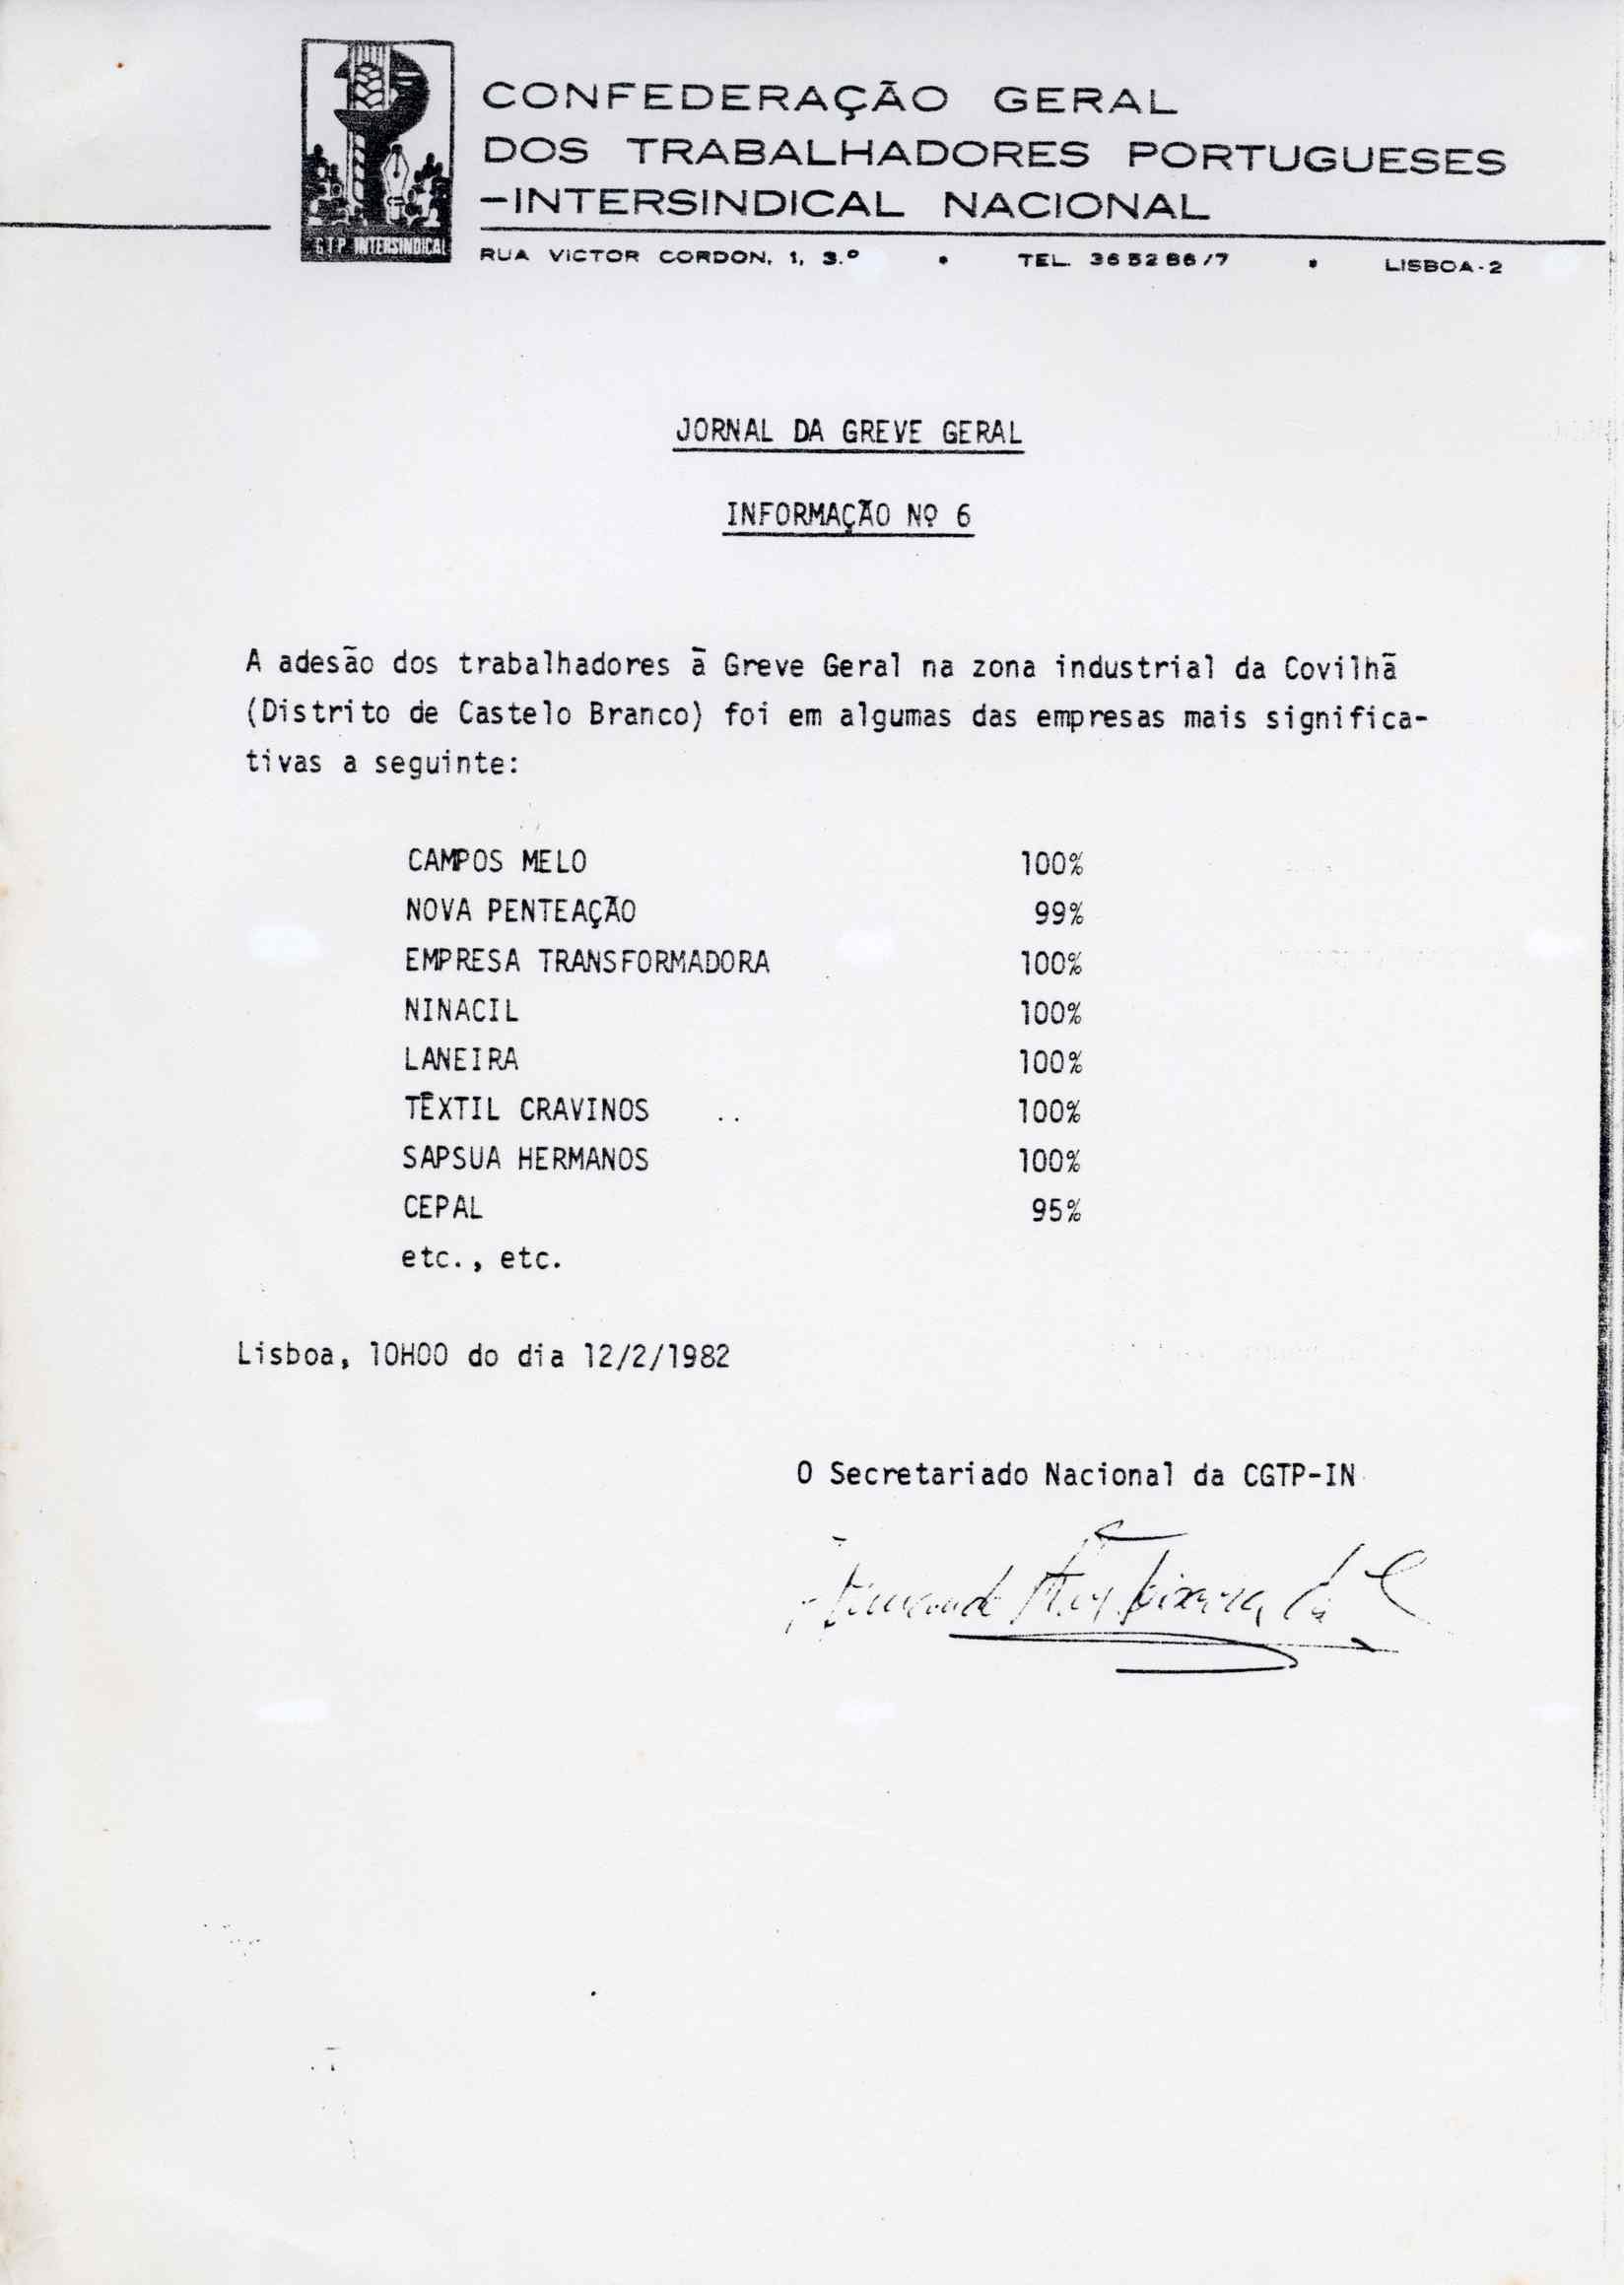 CONFEDERAÇÃO GERAL
DOS TRABALHADORES PORTUGUESES
-INTERSINDICAL NACIONAL
G.T.P. INTERSINDICAL
RUA VICTOR CORDON, 1, 3.º • TEL. 36 52 86/7 • LISBOA-2
JORNAL DA GREVE GERAL
INFORMAÇÃO Nº 6
A adesão dos trabalhadores à Greve Geral na zona industrial da Covilhã
(Distrito de Castelo Branco) foi em algumas das empresas mais significa-
tivas a seguinte:
CAMPOS MELO 100%
NOVA PENTEAÇÃO 99%
EMPRESA TRANSFORMADORA 100%
NINACIL 100%
LANEIRA 100%
TÊXTIL CRAVINOS 100%
SAPSUA HERMANOS 100%
CEPAL 95%
etc., etc.
Lisboa, 10H00 do dia 12/2/1982
O Secretariado Nacional da CGTP-IN